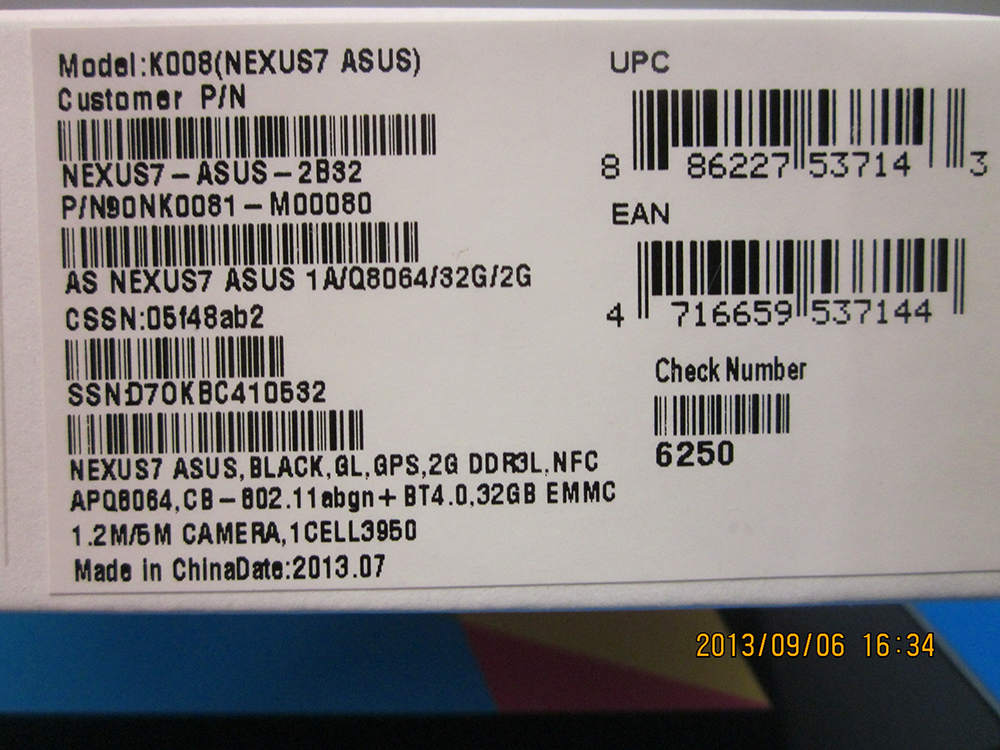 Model:K008(NEXUS7 ASUS)
Customer P/N
NEXUS7-ASUS-2B32
P/N90NK0081-M00080
AS NEXUS7 ASUS 1A/Q8064/32G/2G
CSSN:05f48ab2
SSN:D7OKBC410532
NEXUS7 ASUS,BLACK,GL,GPS,2G DDR3L,NFC
APQ8064,CB-802.11abgn+BT4.0,32GB EMMC
1.2M/5M CAMERA,1CELL3950
Made in ChinaDate:2013.07
UPC
8 86227 53714 3
EAN
4 716659 537144
Check Number
6250
2013/09/06 16:34